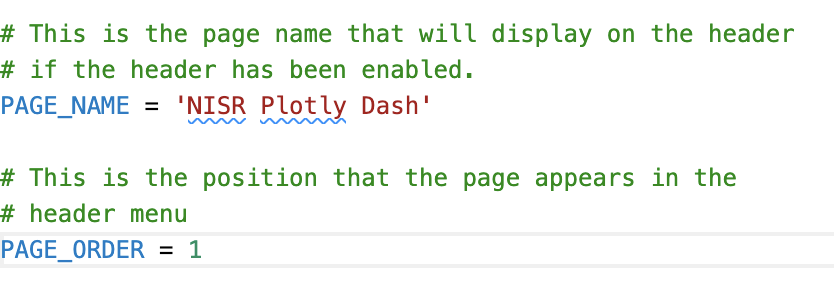 # This is the page name that will display on the header
# if the header has been enabled.
PAGE_NAME = 'NISR Plotly Dash'
# This is the position that the page appears in the
# header menu
PAGE_ORDER = 1